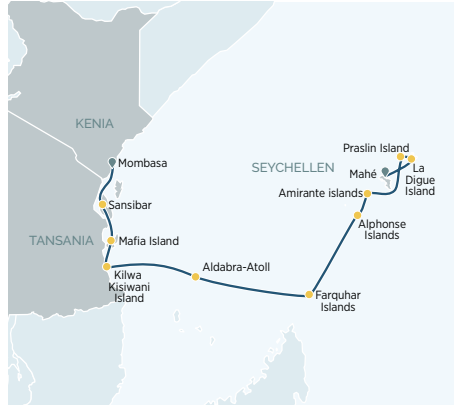 KENIA
Mombasa
Praslin Island
SEYCHELLEN
Mahé
La
Digue
Island
Amirante islands
Sansibar
Alphonse
Islands
TANSANIA
Mafia Island
Aldabra-Atoll
Kilwa
Kisiwani
Island
Farquhar
Islands